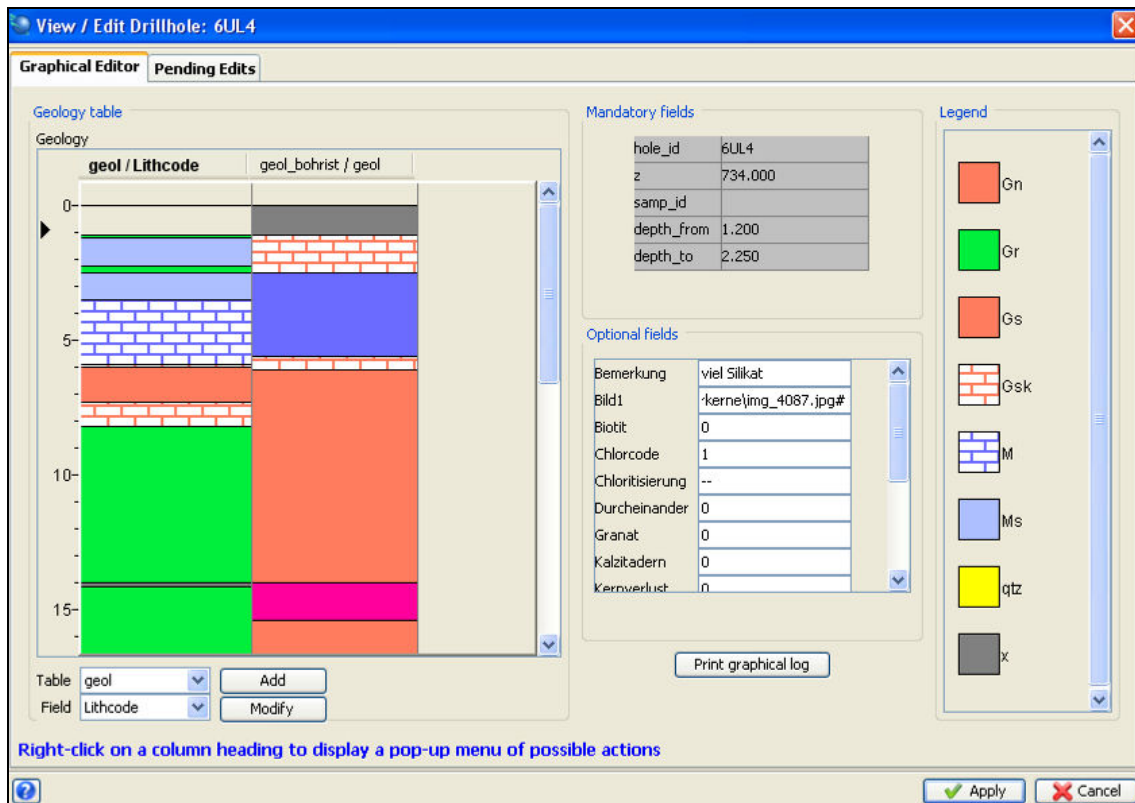 View / Edit Drillhole: 6UL4
Graphical Editor Pending Edits
Geology table
Geology
geol / Lithcode geol_bohrist / geol
0
5
10
15
Table geol Add
Field Lithcode Modify
Mandatory fields
hole_id 6UL4
z 734.000
samp_id
depth_from 1.200
depth_to 2.250
Optional fields
Bemerkung viel Silikat
Bild1 rkerne\img_4087.jpg#
Biotit 0
Chlorcode 1
Chloritisierung --
Durcheinander 0
Granat 0
Kalzitadern 0
Kernverlust 0
Print graphical log
Legend
Gn
Gr
Gs
Gsk
M
Ms
qtz
x
Right-click on a column heading to display a pop-up menu of possible actions
? Apply Cancel